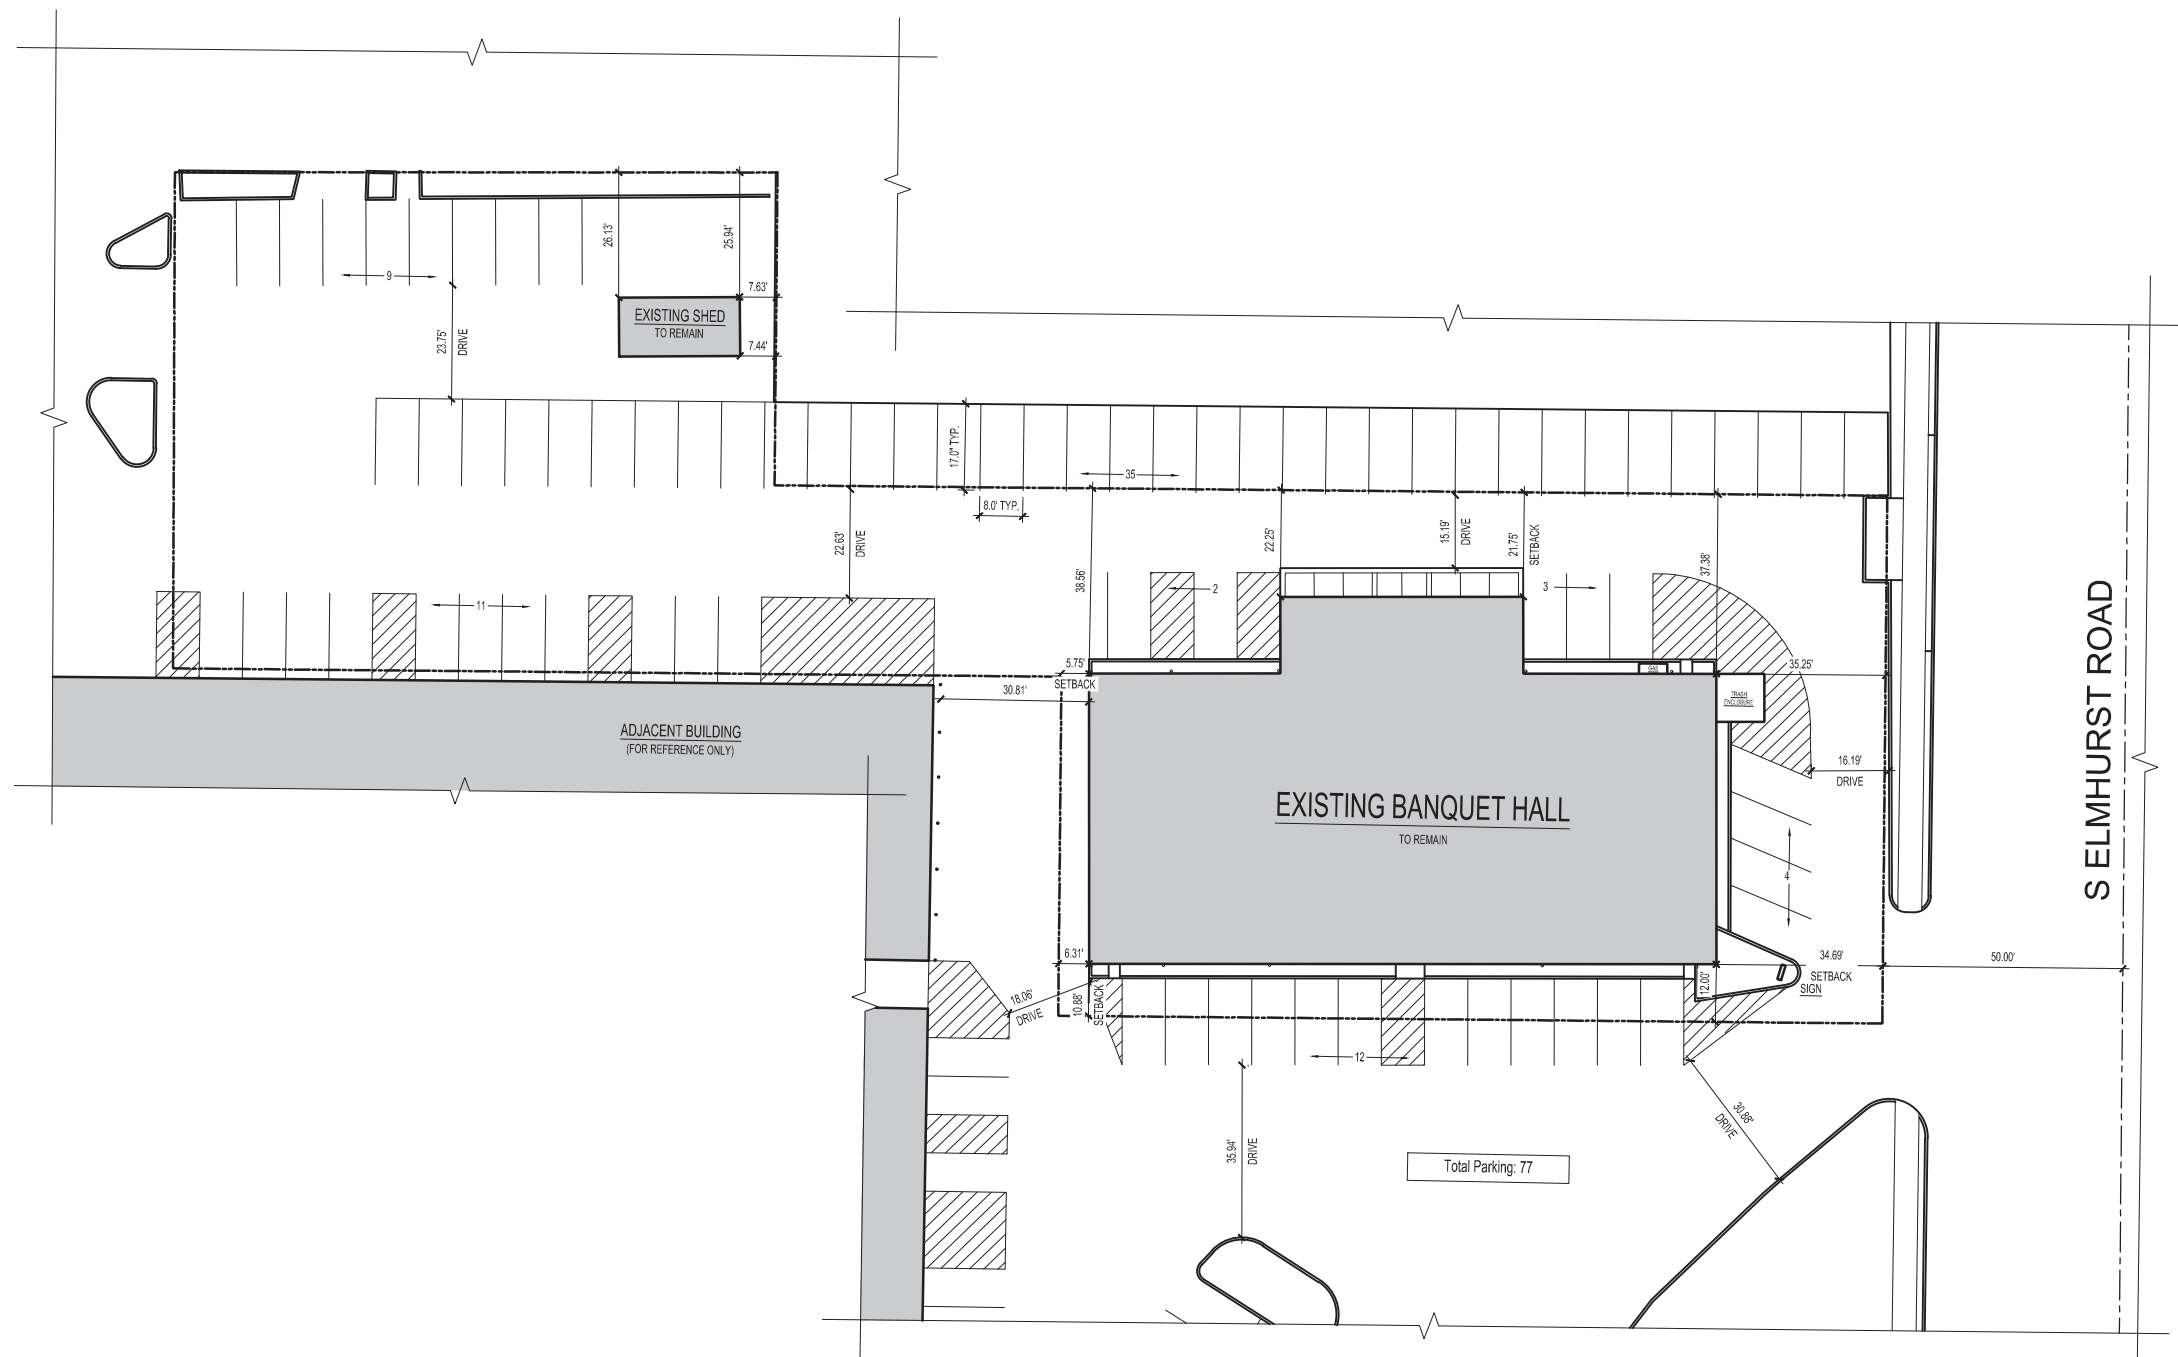 26.13'
25.94'
9
7.63'
EXISTING SHED
TO REMAIN
7.44'
23.75'
DRIVE
17.0" TYP.
35
8.0' TYP.
22.63'
DRIVE
38.56'
22.25'
15.19'
DRIVE
21.75'
SETBACK
37.38'
11
2
3
5.75'
SETBACK
GAS
35.25'
30.81'
TRASH
ENCLOSURE
ADJACENT BUILDING
(FOR REFERENCE ONLY)
16.19'
DRIVE
EXISTING BANQUET HALL
TO REMAIN
4
S ELMHURST ROAD
6.31'
34.69'
SETBACK
SIGN
50.00'
12.00'
18.06'
DRIVE
10.88'
SETBACK
12
30.88'
DRIVE
35.94'
DRIVE
Total Parking: 77